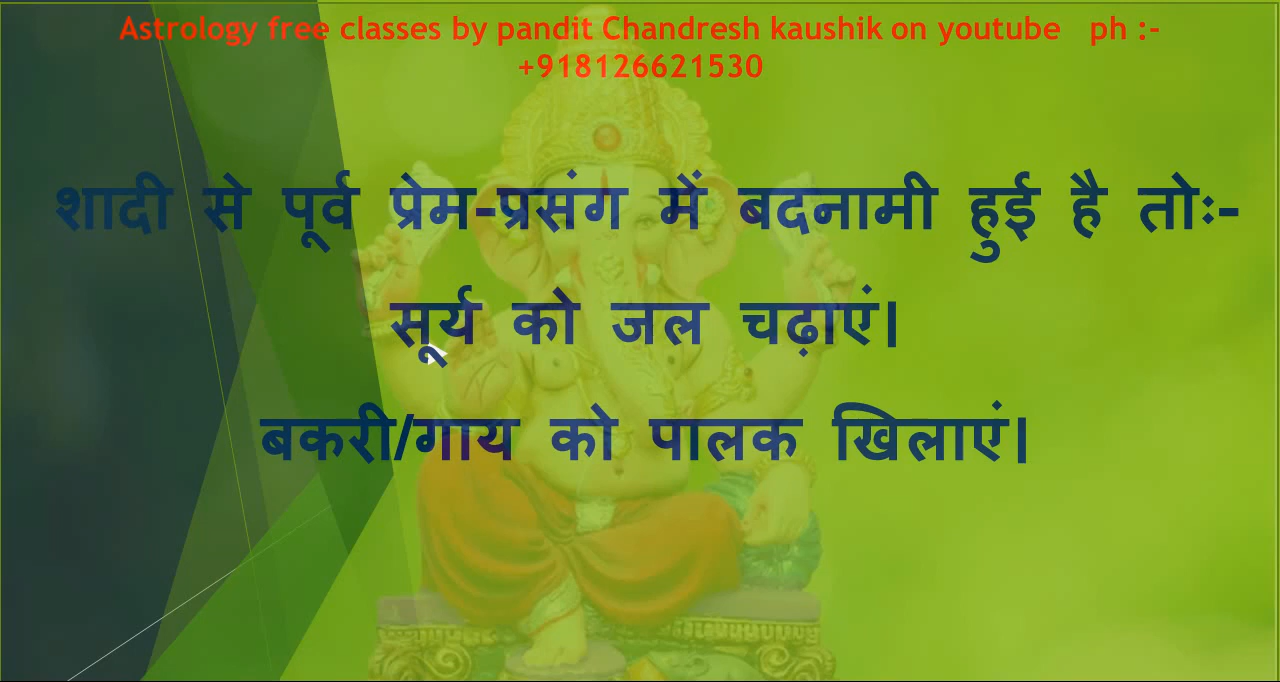 Astrology free classes by pandit Chandresh kaushik on youtube ph :-
+918126621530
शादी से पूर्व प्रेम-प्रसंग में बदनामी हुई है तोः-
सूर्य को जल चढ़ाएं।
बकरी/गाय को पालक खिलाएं।